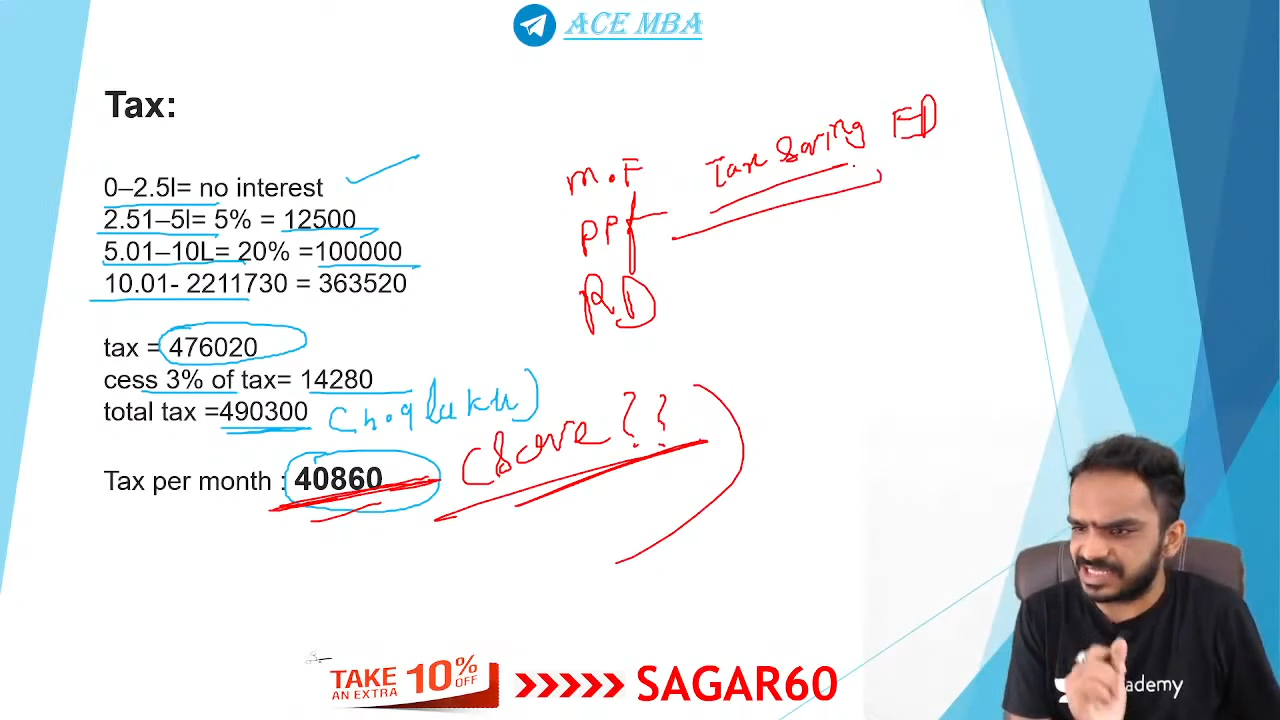 ACE MBA
Tax:
0–2.5l= no interest
2.51–5l= 5% = 12500
5.01–10L= 20% =100000
10.01- 2211730 = 363520
tax = 476020
cess 3% of tax= 14280
total tax =490300
Tax per month : 40860
(Save ??
M.F
PPF
RD
Tax Saving FD
TAKE 10% OFF
AN EXTRA
>>>>> SAGAR60
ademy